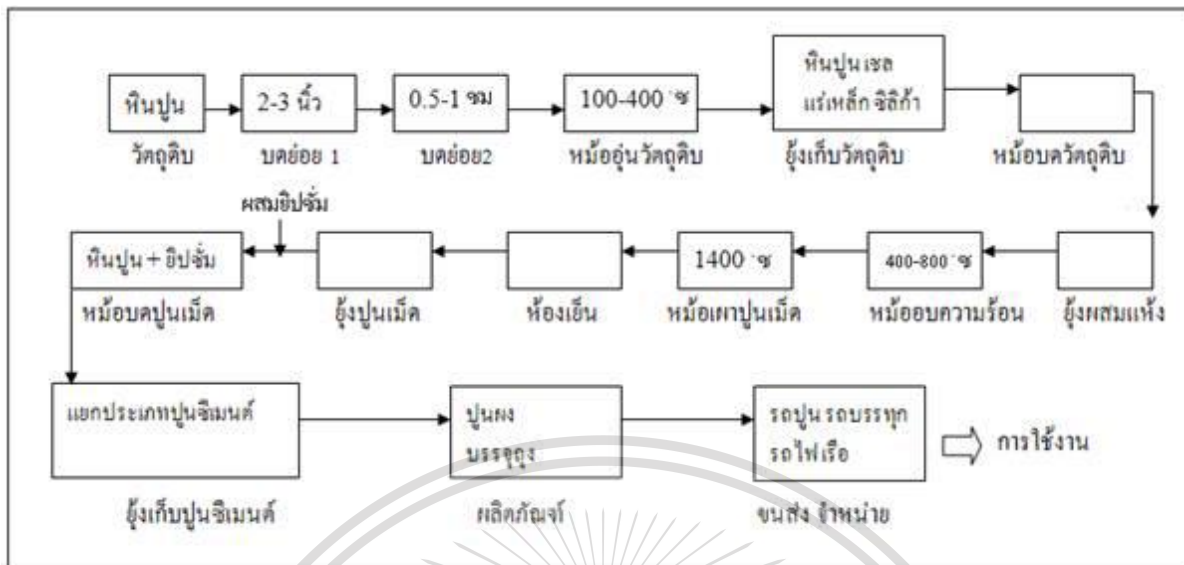 หินปูน
2-3 นิ้ว
0.5-1 ซม
100-400 ˚ซ
หินปูน เชล
แร่เหล็ก ซิลิก้า
วัตถุดิบ
บดย่อย 1
บดย่อย2
หม้ออุ่นวัตถุดิบ
ยุ้งเก็บวัตถุดิบ
หม้อบดวัตถุดิบ
ผสมยิปซั่ม
หินปูน + ยิปซั่ม
1400 ˚ซ
400-800 ˚ซ
หม้อบดปูนเม็ด
ยุ้งปูนเม็ด
ห้องเย็น
หม้อเผาปูนเม็ด
หม้ออบความร้อน
ยุ้งผสมแห้ง
แยกประเภทปูนซีเมนต์
ปูนผง
บรรจุถุง
รถปูน รถบรรทุก
รถไฟ เรือ
การใช้งาน
ยุ้งเก็บปูนซีเมนต์
ผลิตภัณฑ์
ขนส่ง จำหน่าย